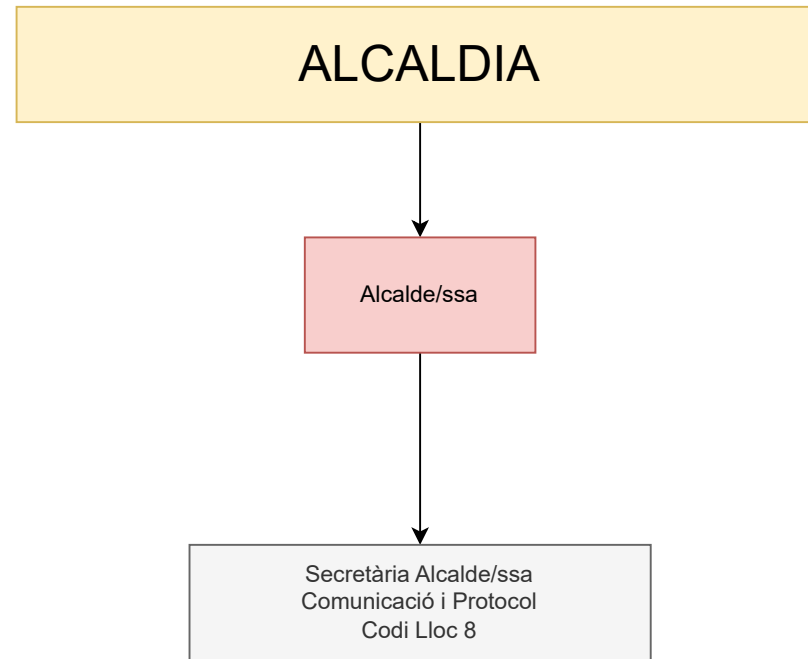 ALCALDIA
Alcalde/ssa
Secretària Alcalde/ssa
Comunicació i Protocol
Codi Lloc 8